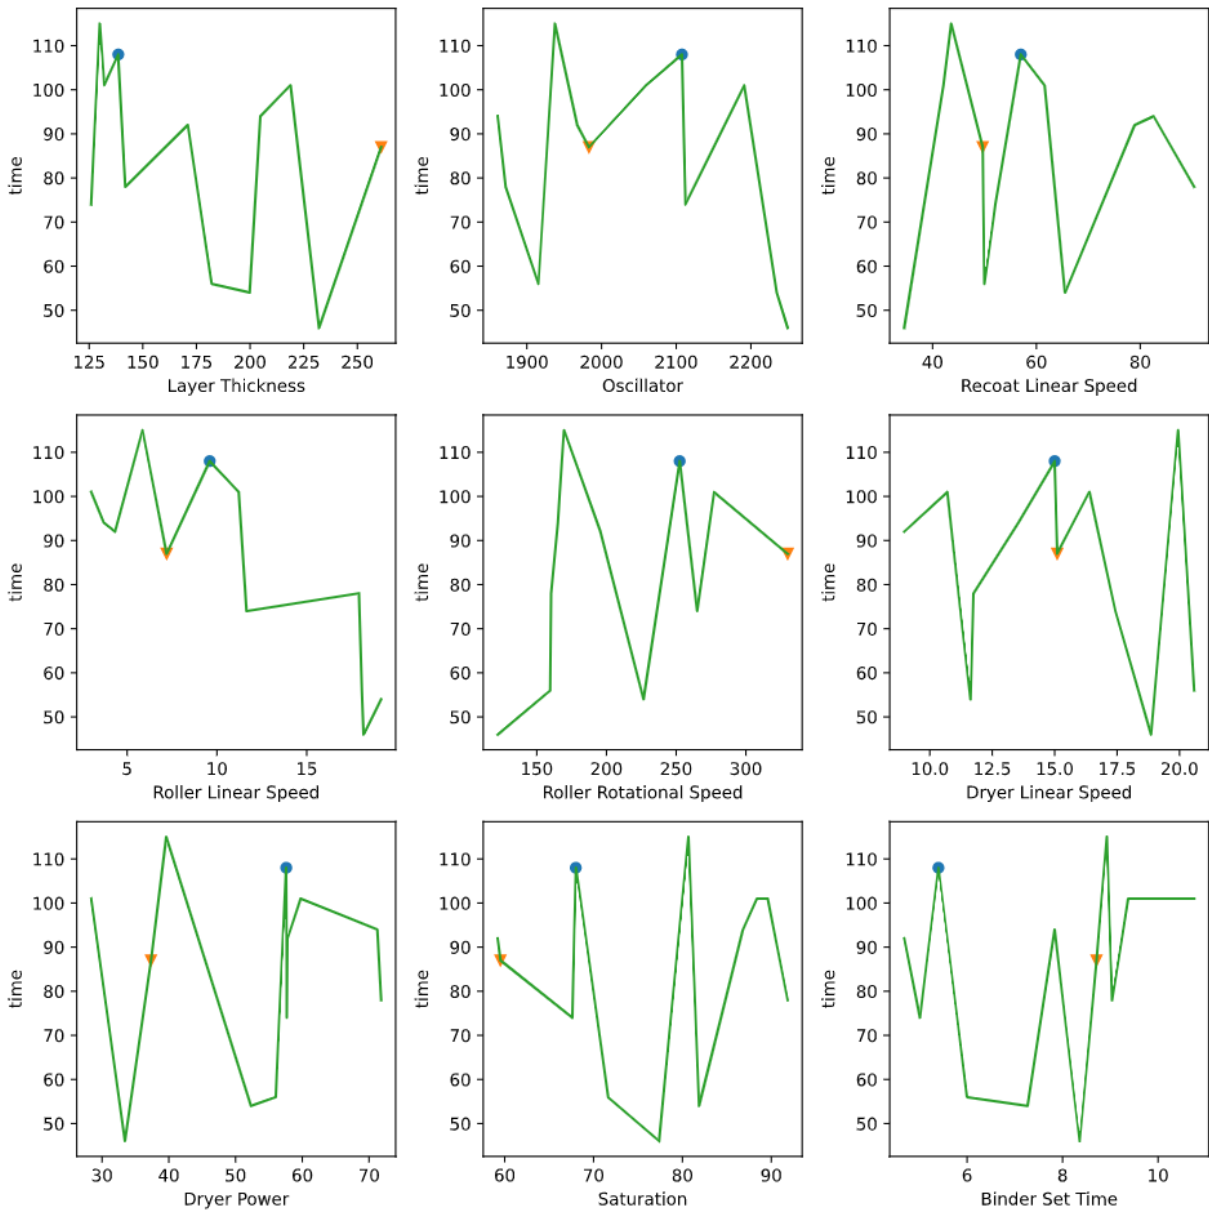 110
100
90
80
70
60
50
time
125 150 175 200 225 250
Layer Thickness
110
100
90
80
70
60
50
time
1900 2000 2100 2200
Oscillator
110
100
90
80
70
60
50
time
40 60 80
Recoat Linear Speed
110
100
90
80
70
60
50
time
5 10 15
Roller Linear Speed
110
100
90
80
70
60
50
time
150 200 250 300
Roller Rotational Speed
110
100
90
80
70
60
50
time
10.0 12.5 15.0 17.5 20.0
Dryer Linear Speed
110
100
90
80
70
60
50
time
30 40 50 60 70
Dryer Power
110
100
90
80
70
60
50
time
60 70 80 90
Saturation
110
100
90
80
70
60
50
time
6 8 10
Binder Set Time